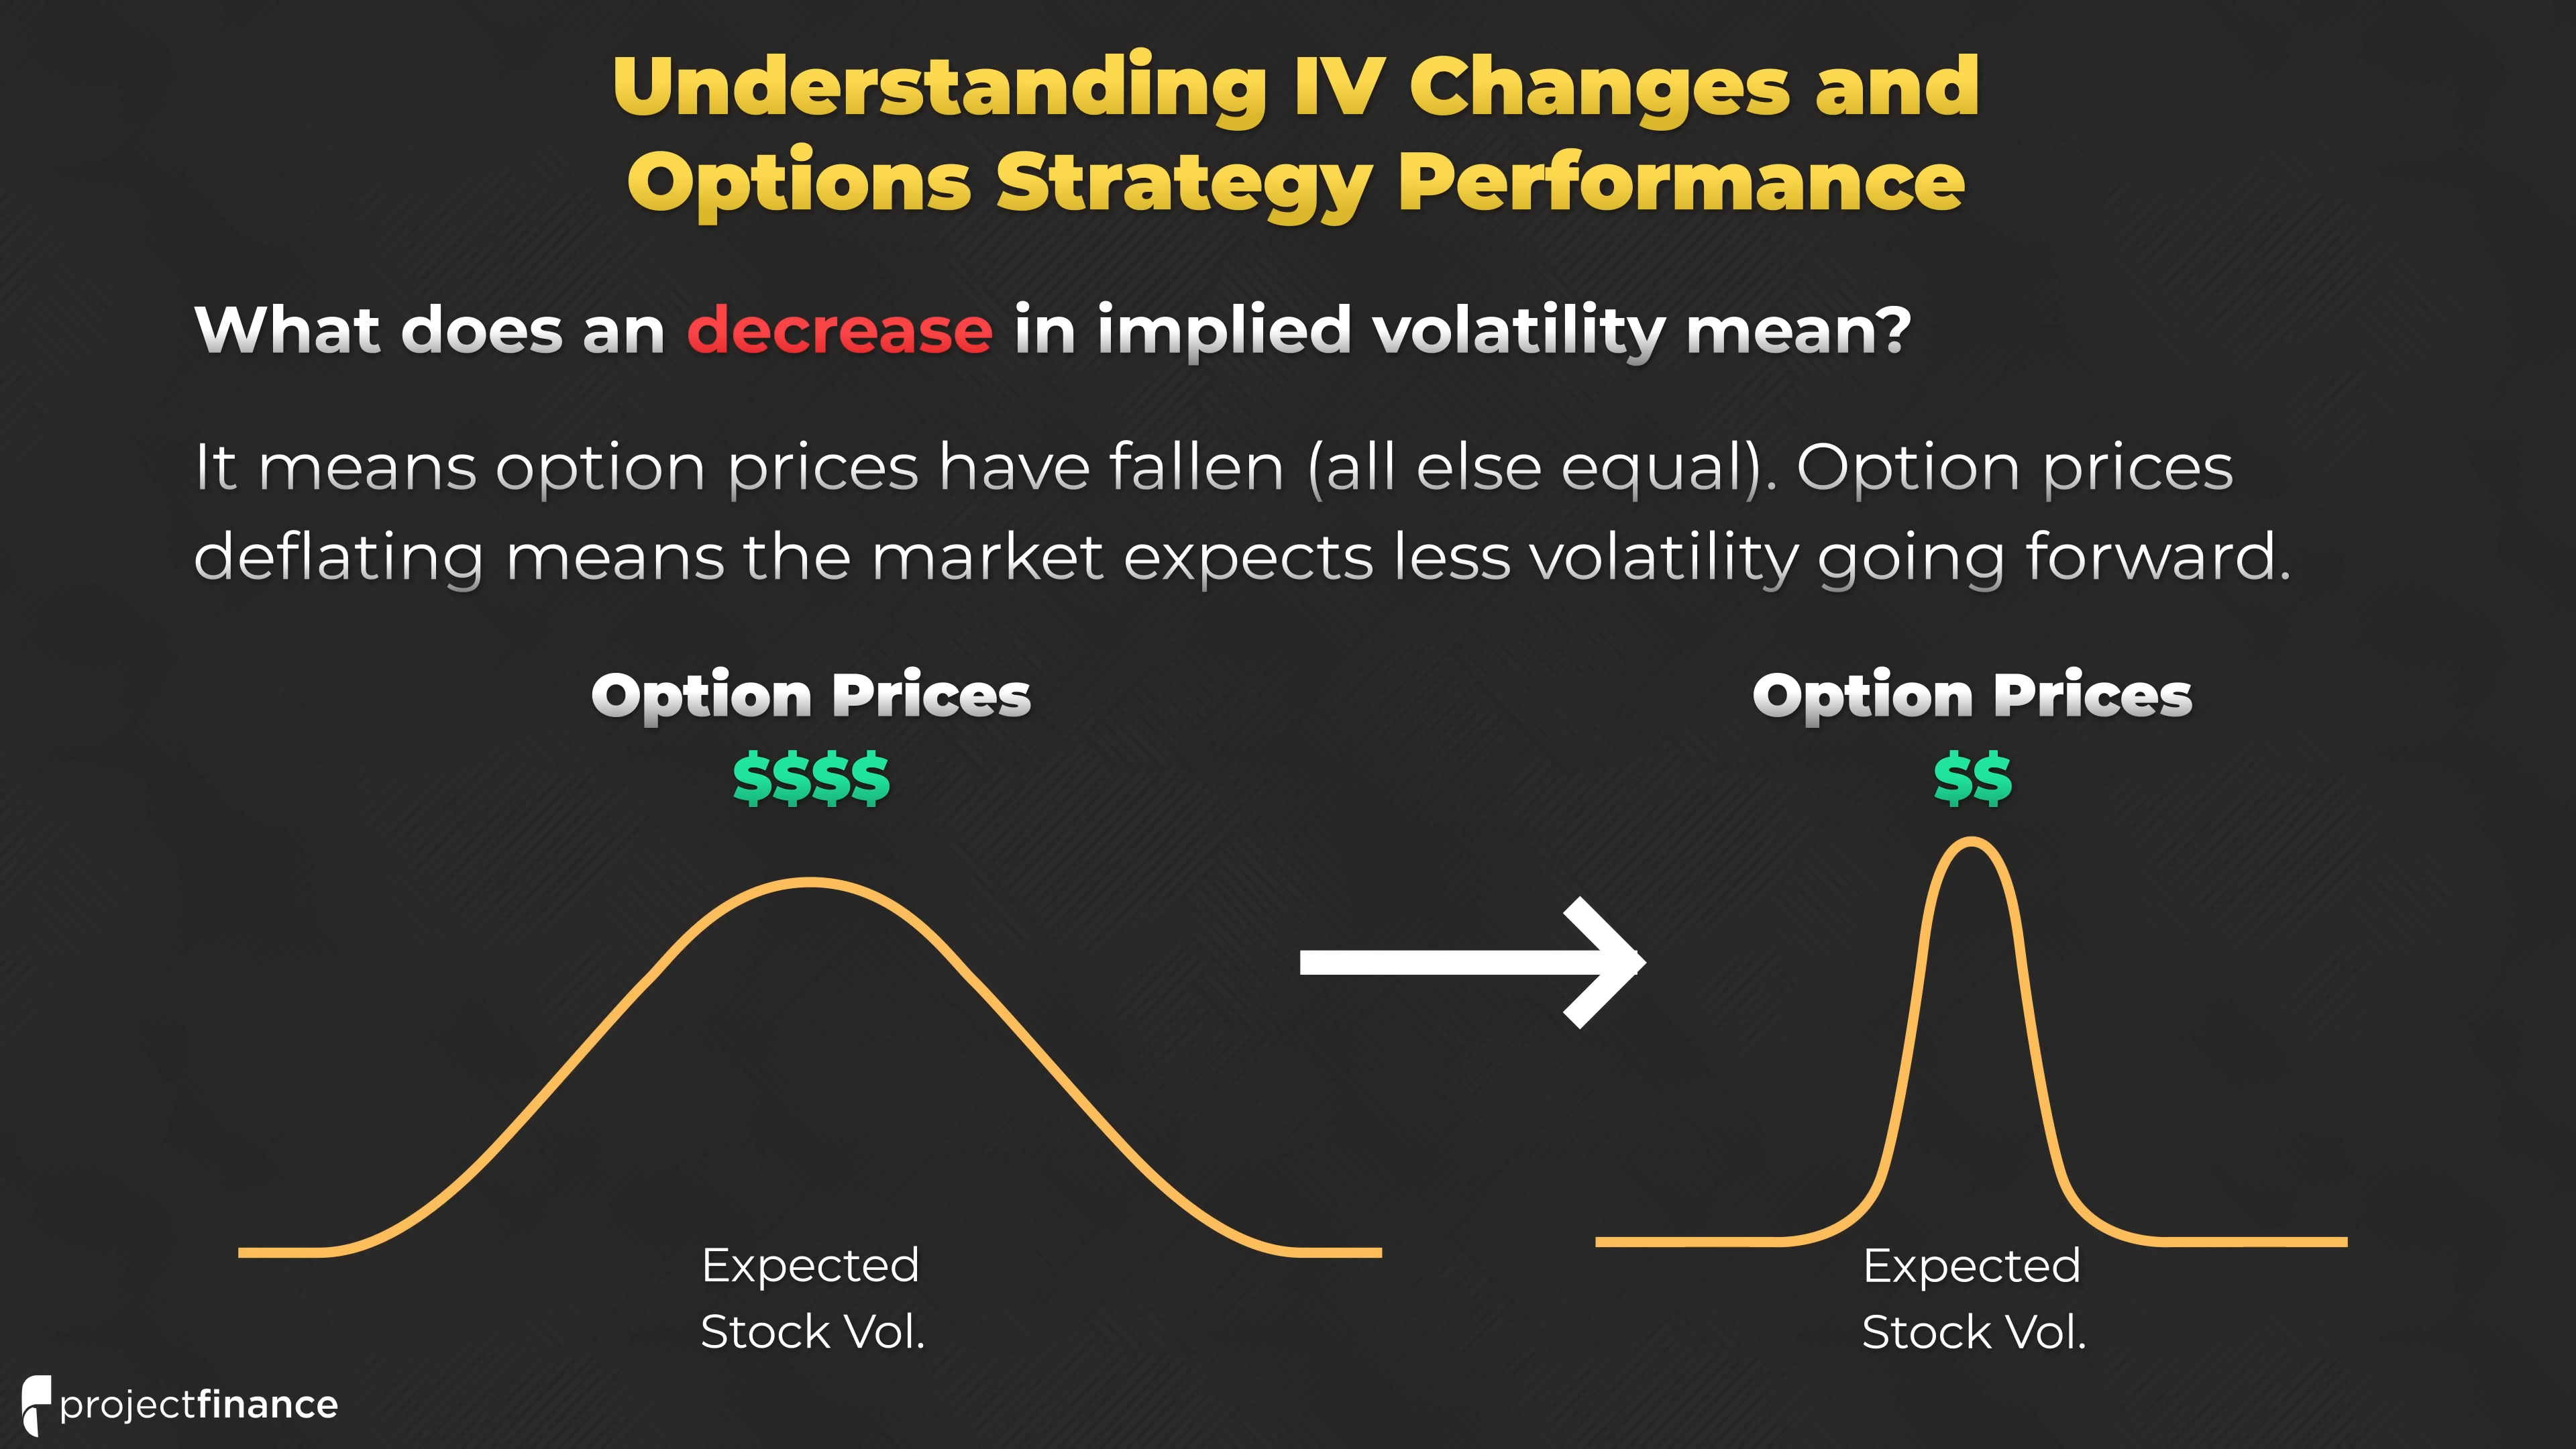 Understanding IV Changes and
Options Strategy Performance
What does an decrease in implied volatility mean?
It means option prices have fallen (all else equal). Option prices
deflating means the market expects less volatility going forward.
Option Prices
$$$$
Expected
Stock Vol.
Option Prices
$$
Expected
Stock Vol.
projectfinance